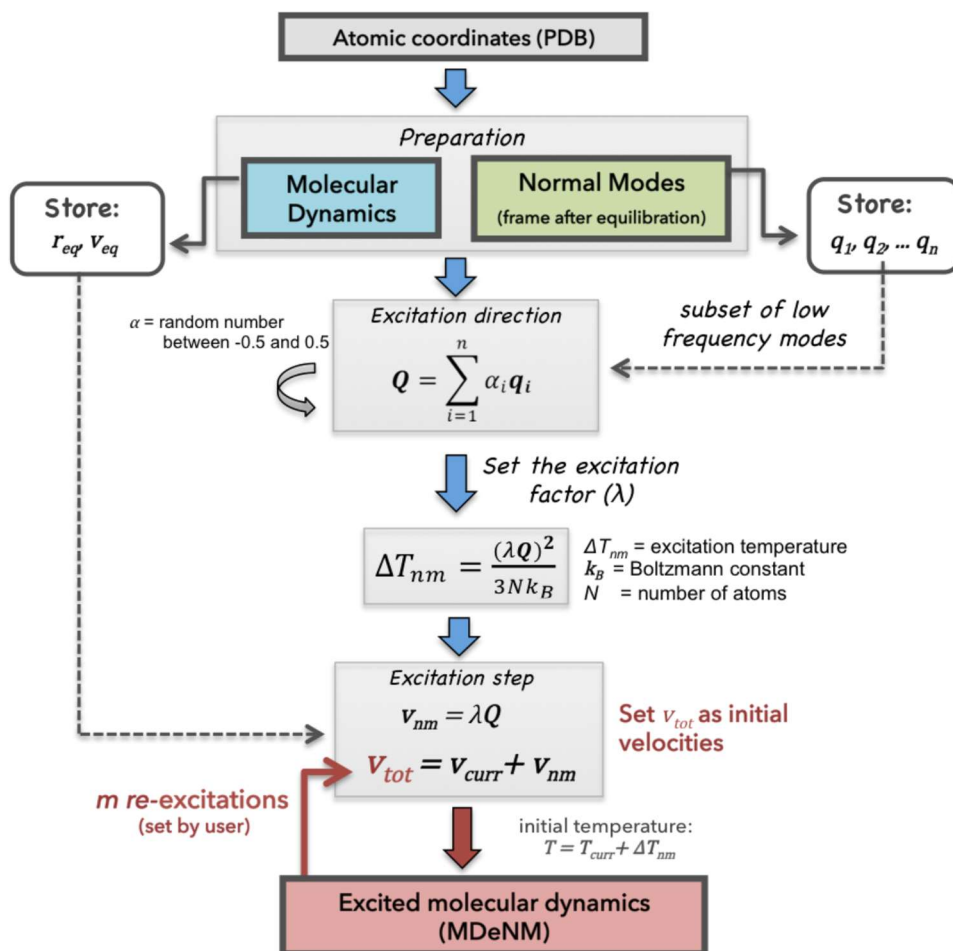 Atomic coordinates (PDB)
Preparation
Molecular
Dynamics
Normal Modes
(frame after equilibration)
Store:
r_eq, v_eq
Store:
q_1, q_2, ... q_n
α = random number
between -0.5 and 0.5
Excitation direction
Q = ∑_{i=1}^{n} α_i q_i
subset of low
frequency modes
Set the excitation
factor (λ)
ΔT_nm = (λQ)² / 3Nk_B
ΔT_nm = excitation temperature
k_B = Boltzmann constant
N = number of atoms
Excitation step
v_nm = λQ
v_tot = v_curr + v_nm
Set v_tot as initial
velocities
m re-excitations
(set by user)
initial temperature:
T = T_curr + ΔT_nm
Excited molecular dynamics
(MDeNM)